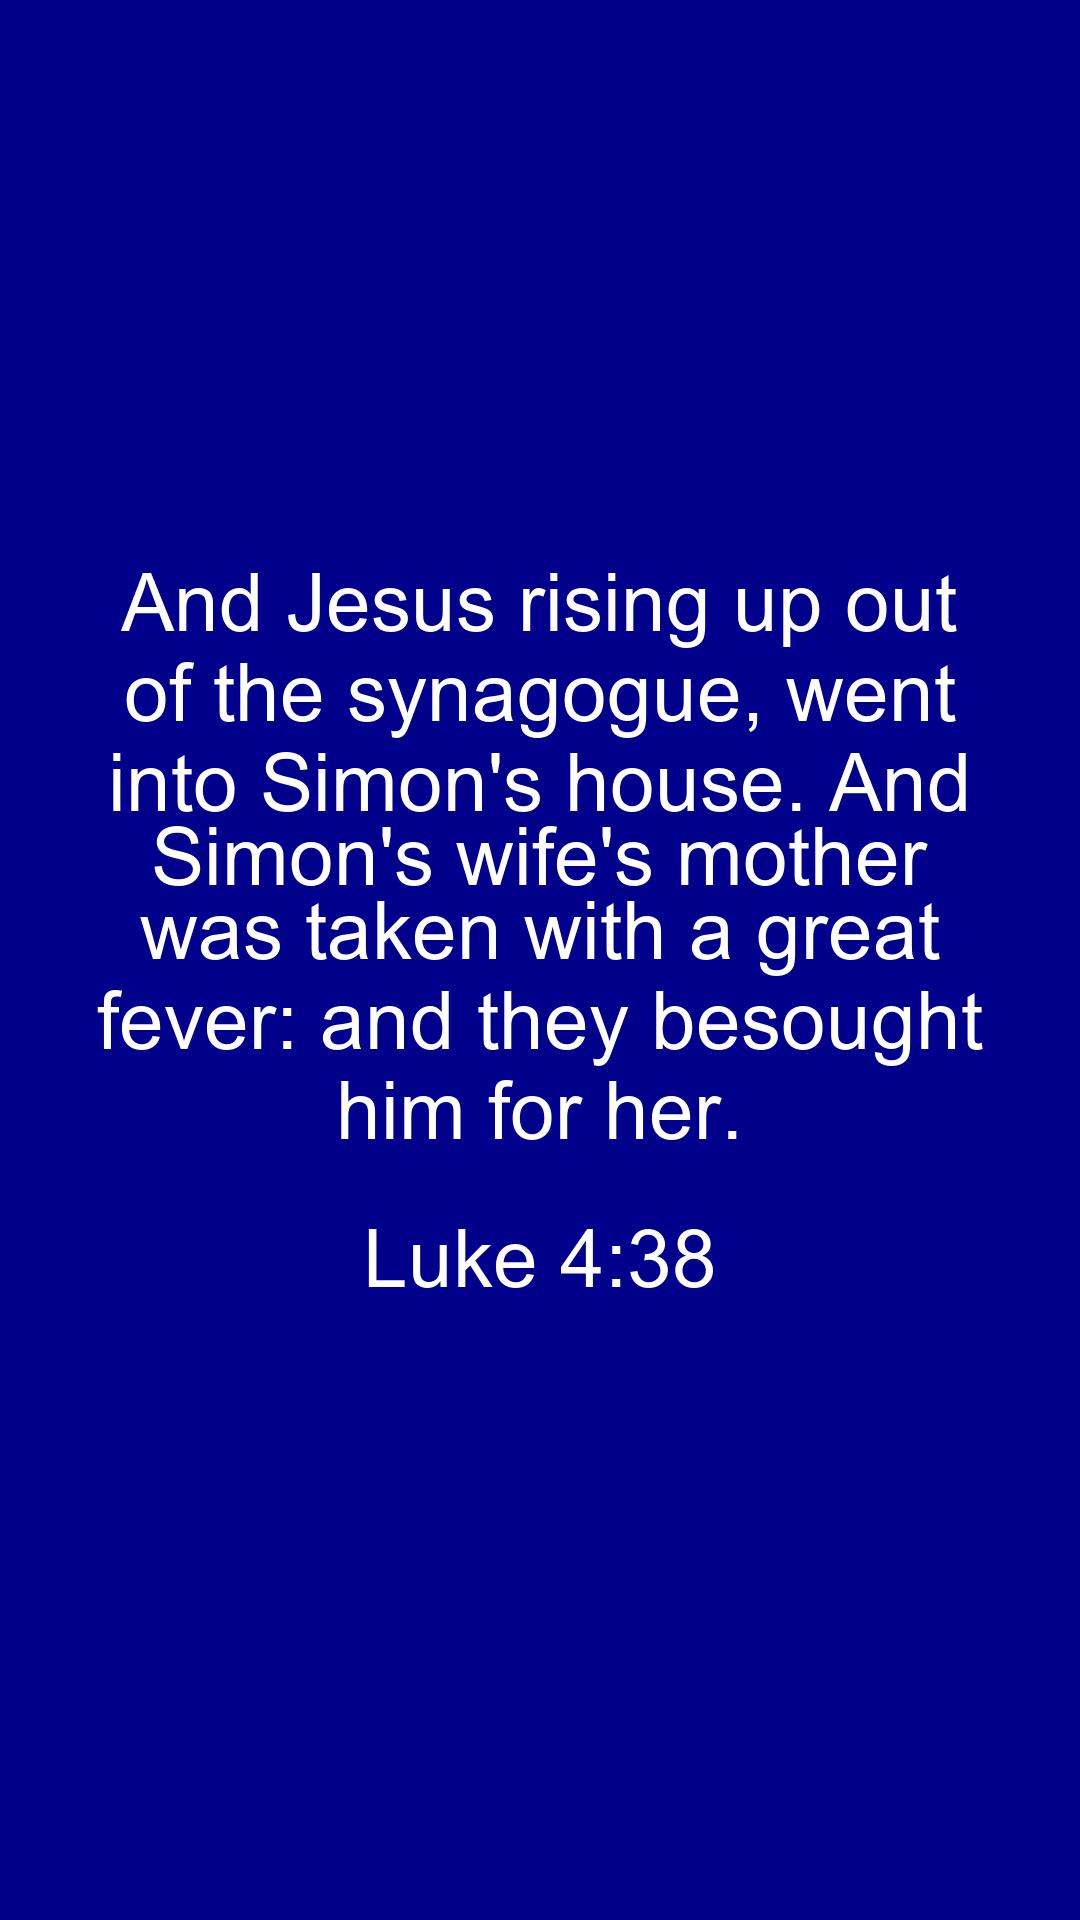 And Jesus rising up out
of the synagogue, went
into Simon's house. And
Simon's wife's mother
was taken with a great
fever: and they besought
him for her.
Luke 4:38